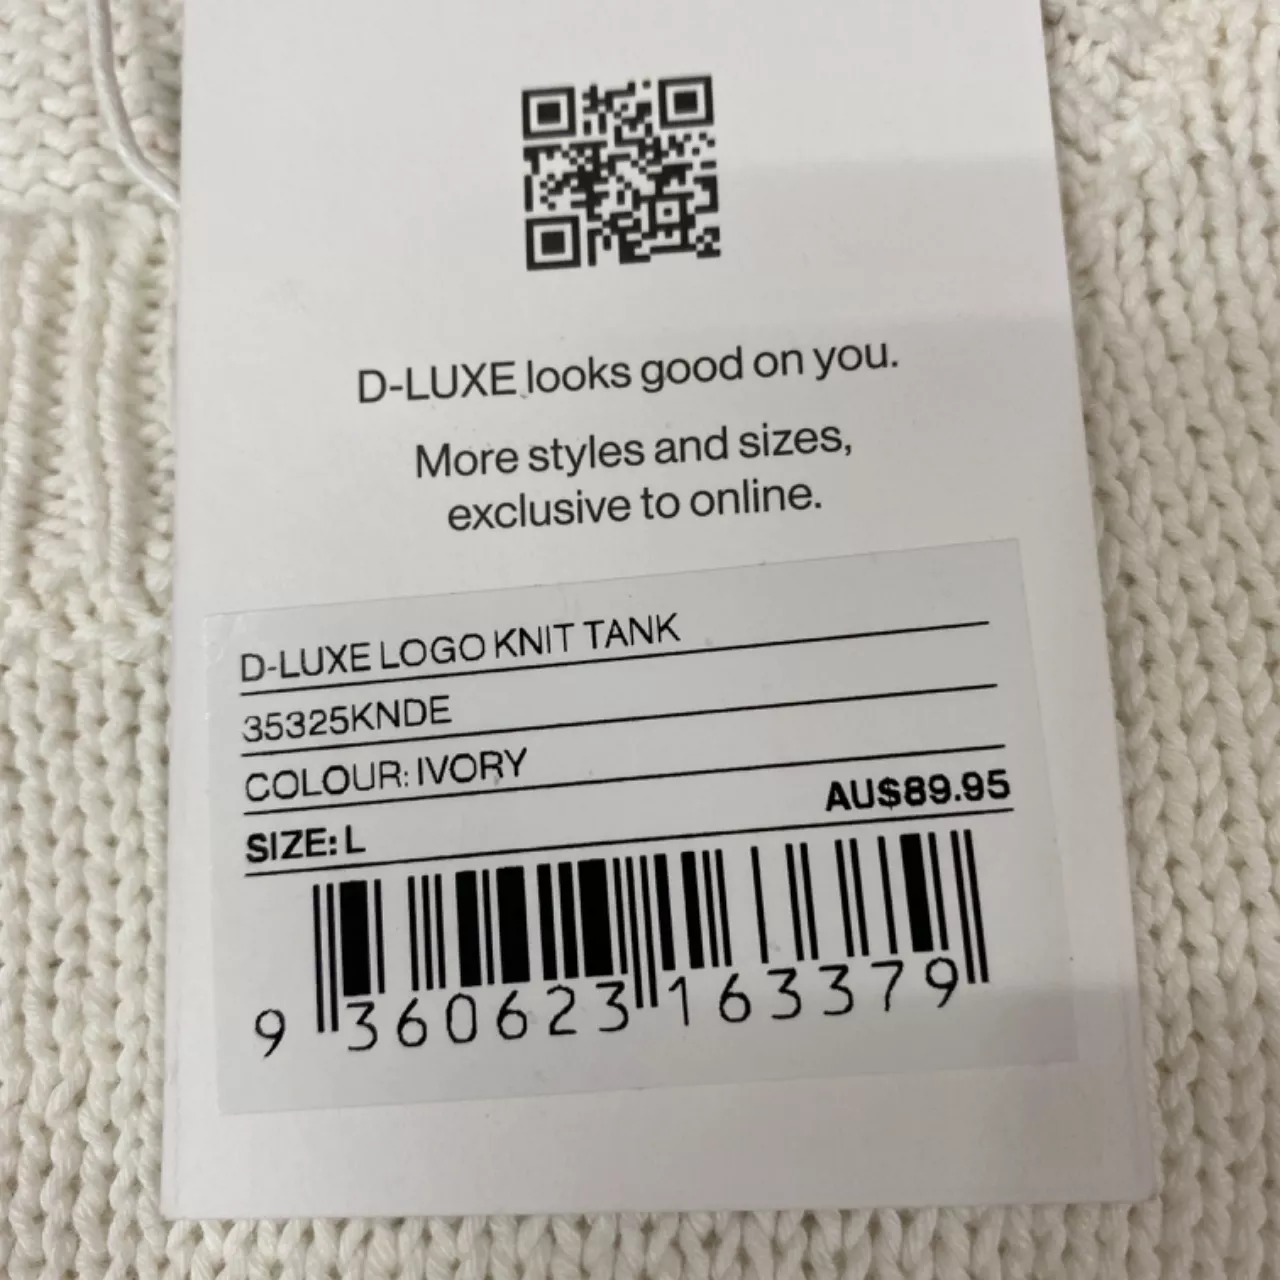 D-LUXE looks good on you.
More styles and sizes,
exclusive to online.
D-LUXE LOGO KNIT TANK
35325KNDE
COLOUR: IVORY
SIZE: L AU$89.95
9 360623 163379